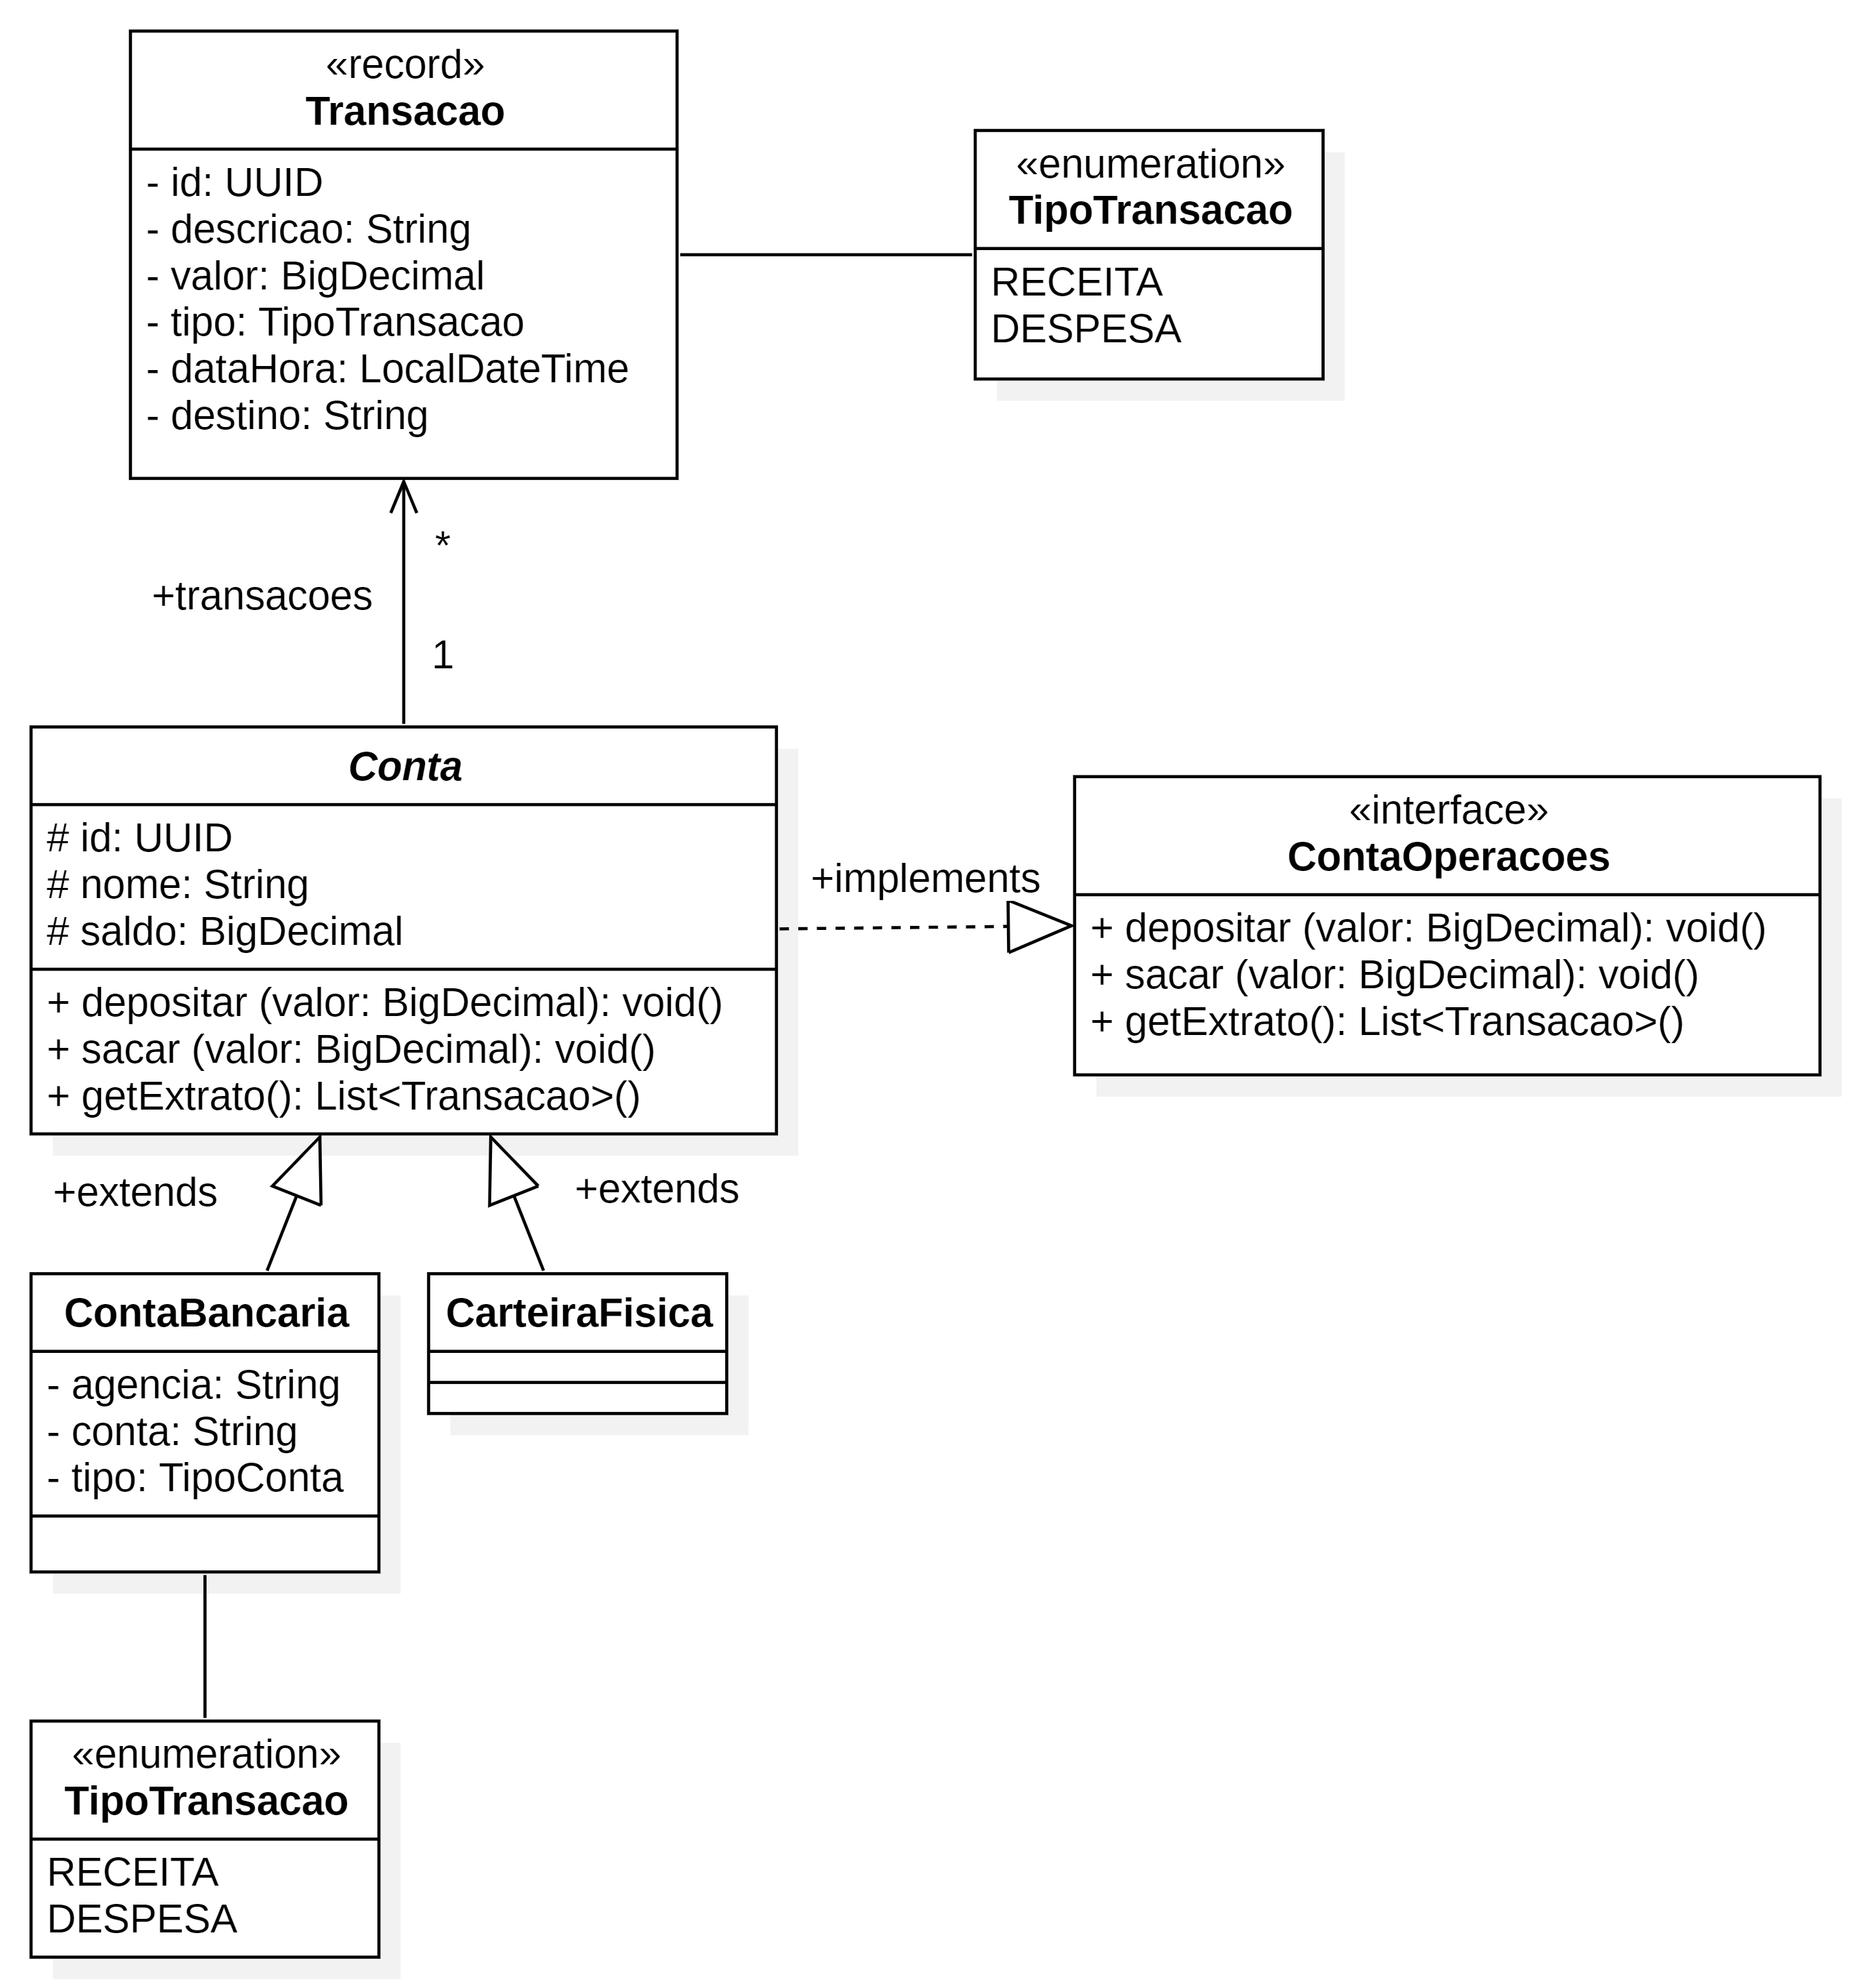 «record»
Transacao
- id: UUID
- descricao: String
- valor: BigDecimal
- tipo: TipoTransacao
- dataHora: LocalDateTime
- destino: String
«enumeration»
TipoTransacao
RECEITA
DESPESA
*
+transacoes
1
Conta
# id: UUID
# nome: String
# saldo: BigDecimal
+ depositar (valor: BigDecimal): void()
+ sacar (valor: BigDecimal): void()
+ getExtrato(): List<Transacao>()
+implements
«interface»
ContaOperacoes
+ depositar (valor: BigDecimal): void()
+ sacar (valor: BigDecimal): void()
+ getExtrato(): List<Transacao>()
+extends
+extends
ContaBancaria
- agencia: String
- conta: String
- tipo: TipoConta
CarteiraFisica
«enumeration»
TipoTransacao
RECEITA
DESPESA